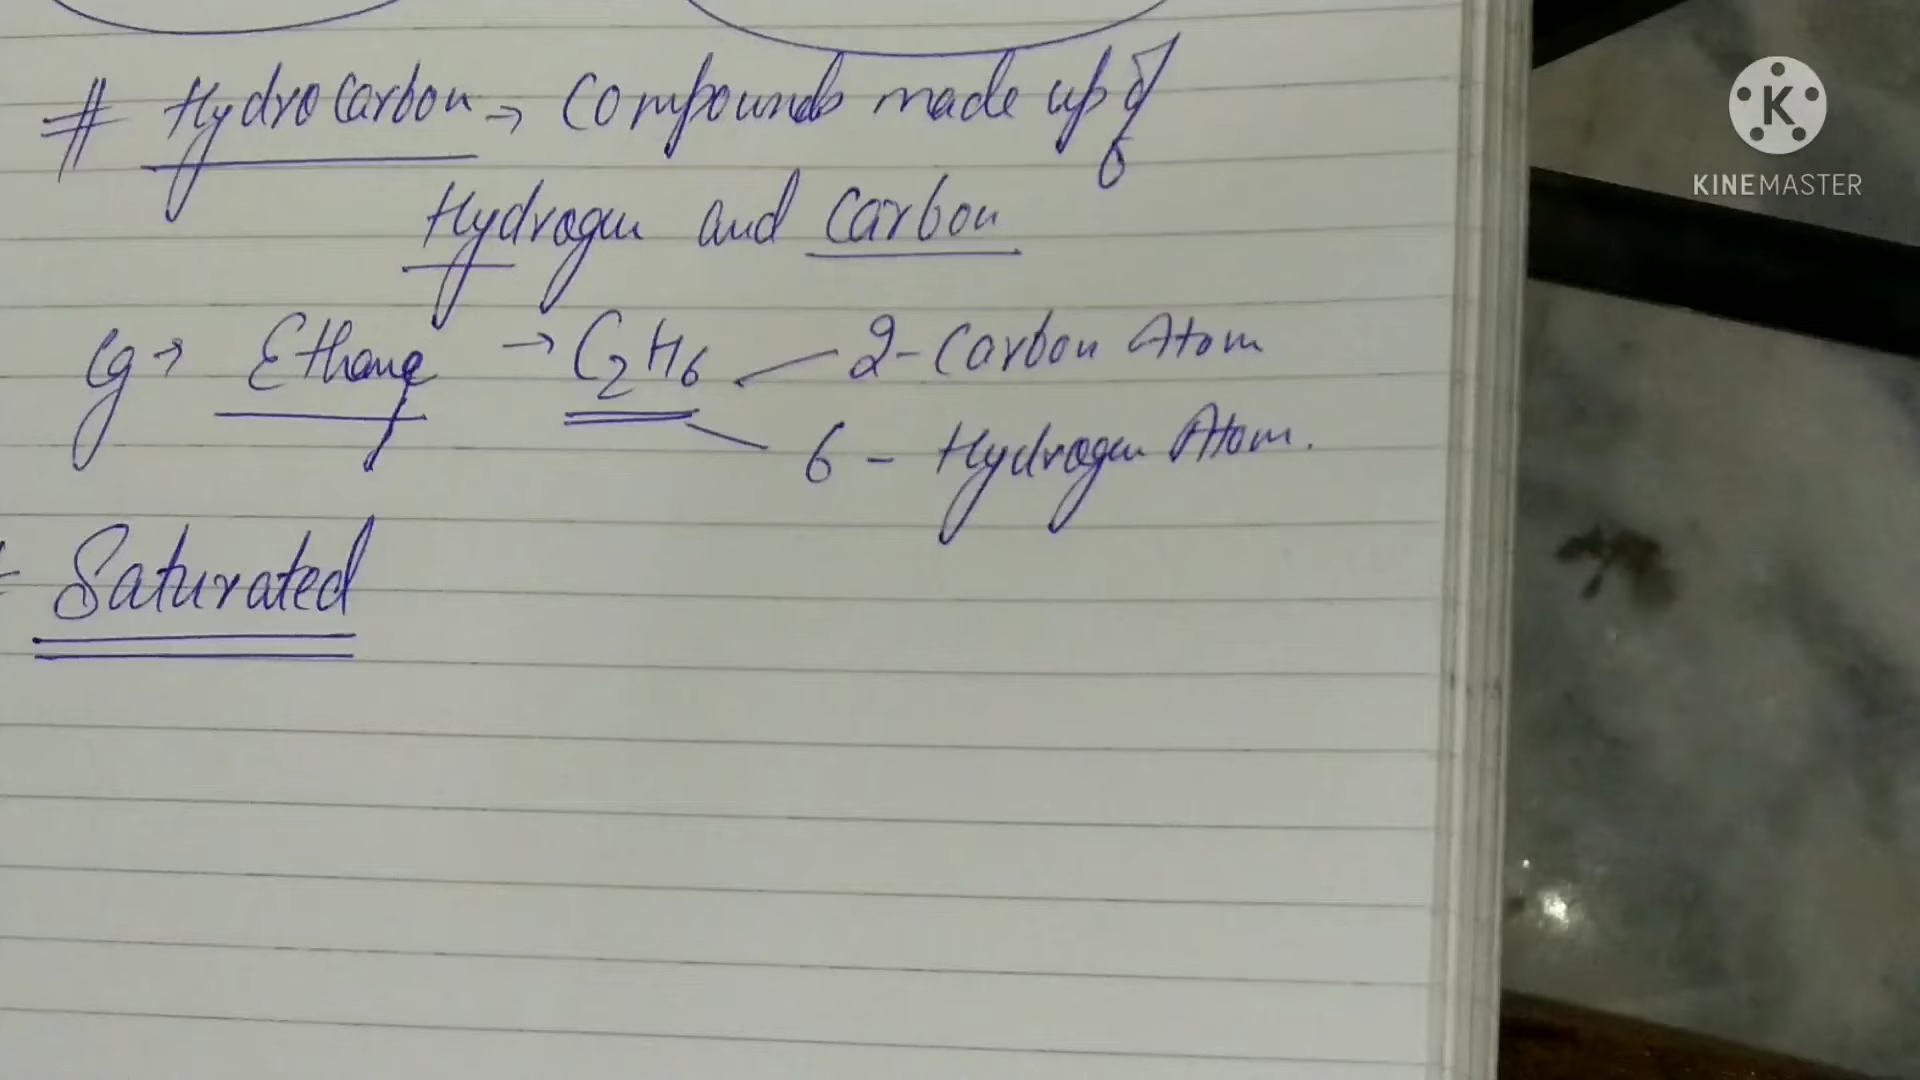 # Hydrocarbon → Compounds made up of
Hydrogen and Carbon
eg → Ethane → C₂H₆ 2- Carbon Atom
6 - Hydrogen Atom.
Saturated
K
KINEMASTER